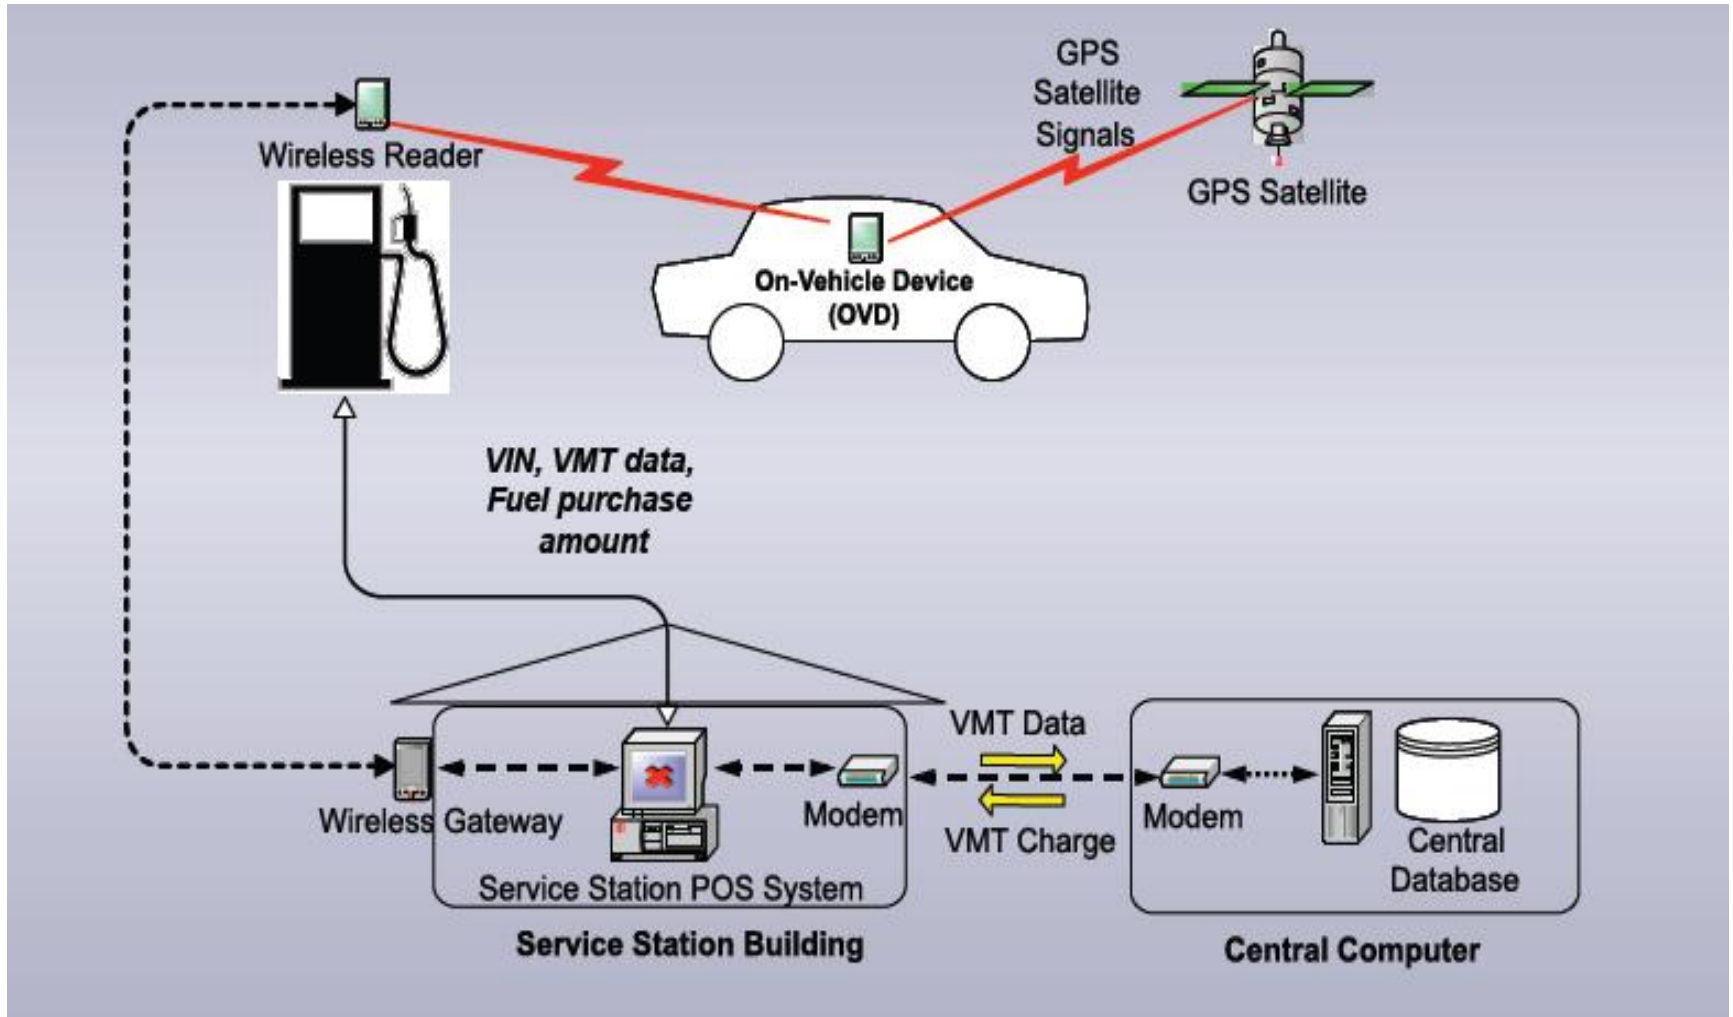 GPS
Satellite
Signals
GPS Satellite
Wireless Reader
On-Vehicle Device
(OVD)
VIN, VMT data,
Fuel purchase
amount
VMT Data
VMT Charge
Wireless Gateway
Modem
Modem
Central
Database
Service Station POS System
Service Station Building
Central Computer